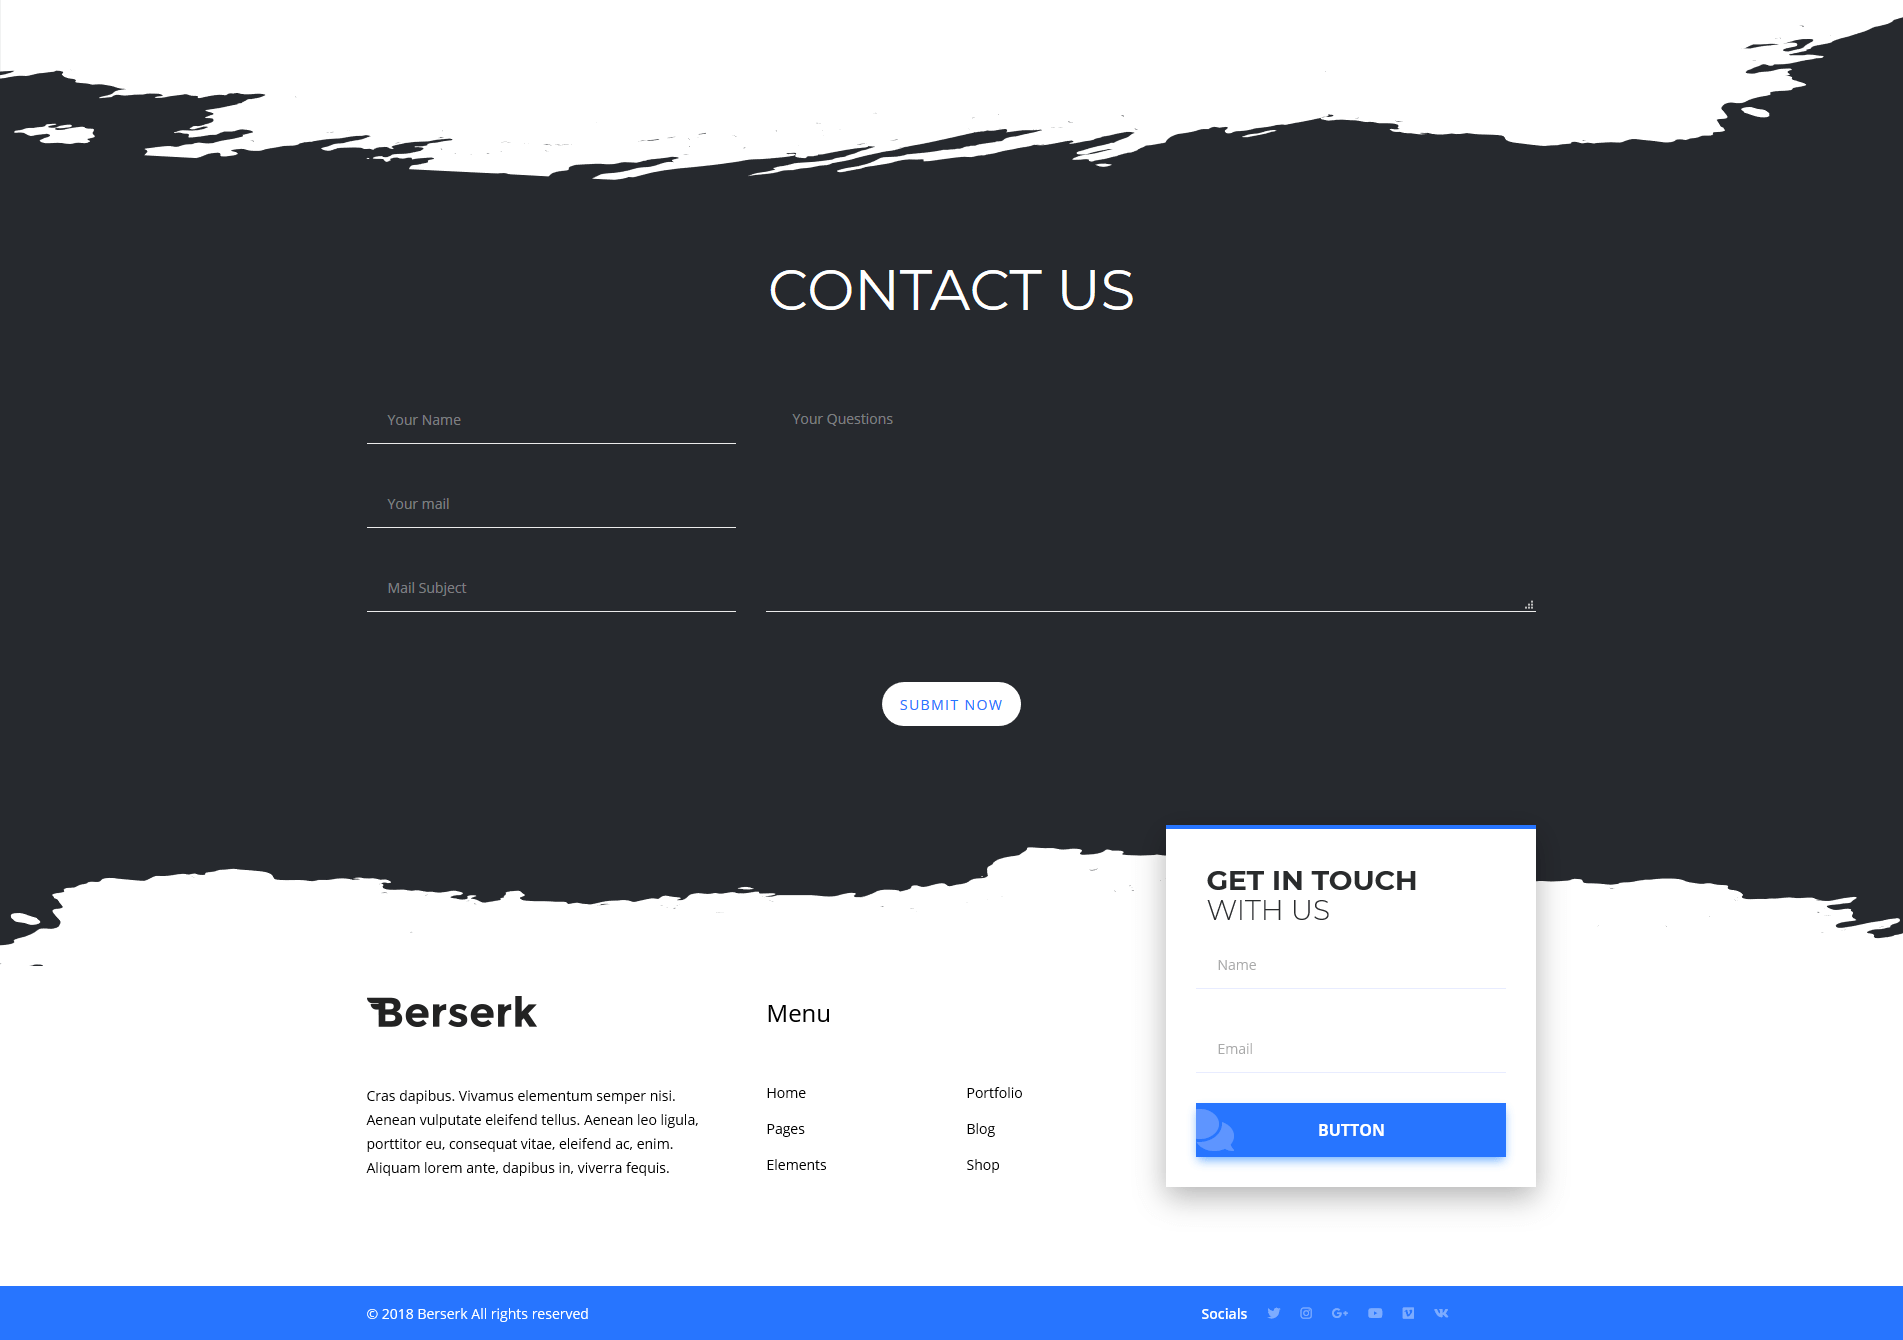 CONTACT US
Your Name
Your Questions
Your mail
Mail Subject
SUBMIT NOW
GET IN TOUCH
WITH US
Name
Email
BUTTON
Berserk
Cras dapibus. Vivamus elementum semper nisi.
Aenean vulputate eleifend tellus. Aenean leo ligula,
porttitor eu, consequat vitae, eleifend ac, enim.
Aliquam lorem ante, dapibus in, viverra fequis.
Menu
Home
Pages
Elements
Portfolio
Blog
Shop
© 2018 Berserk All rights reserved
Socials